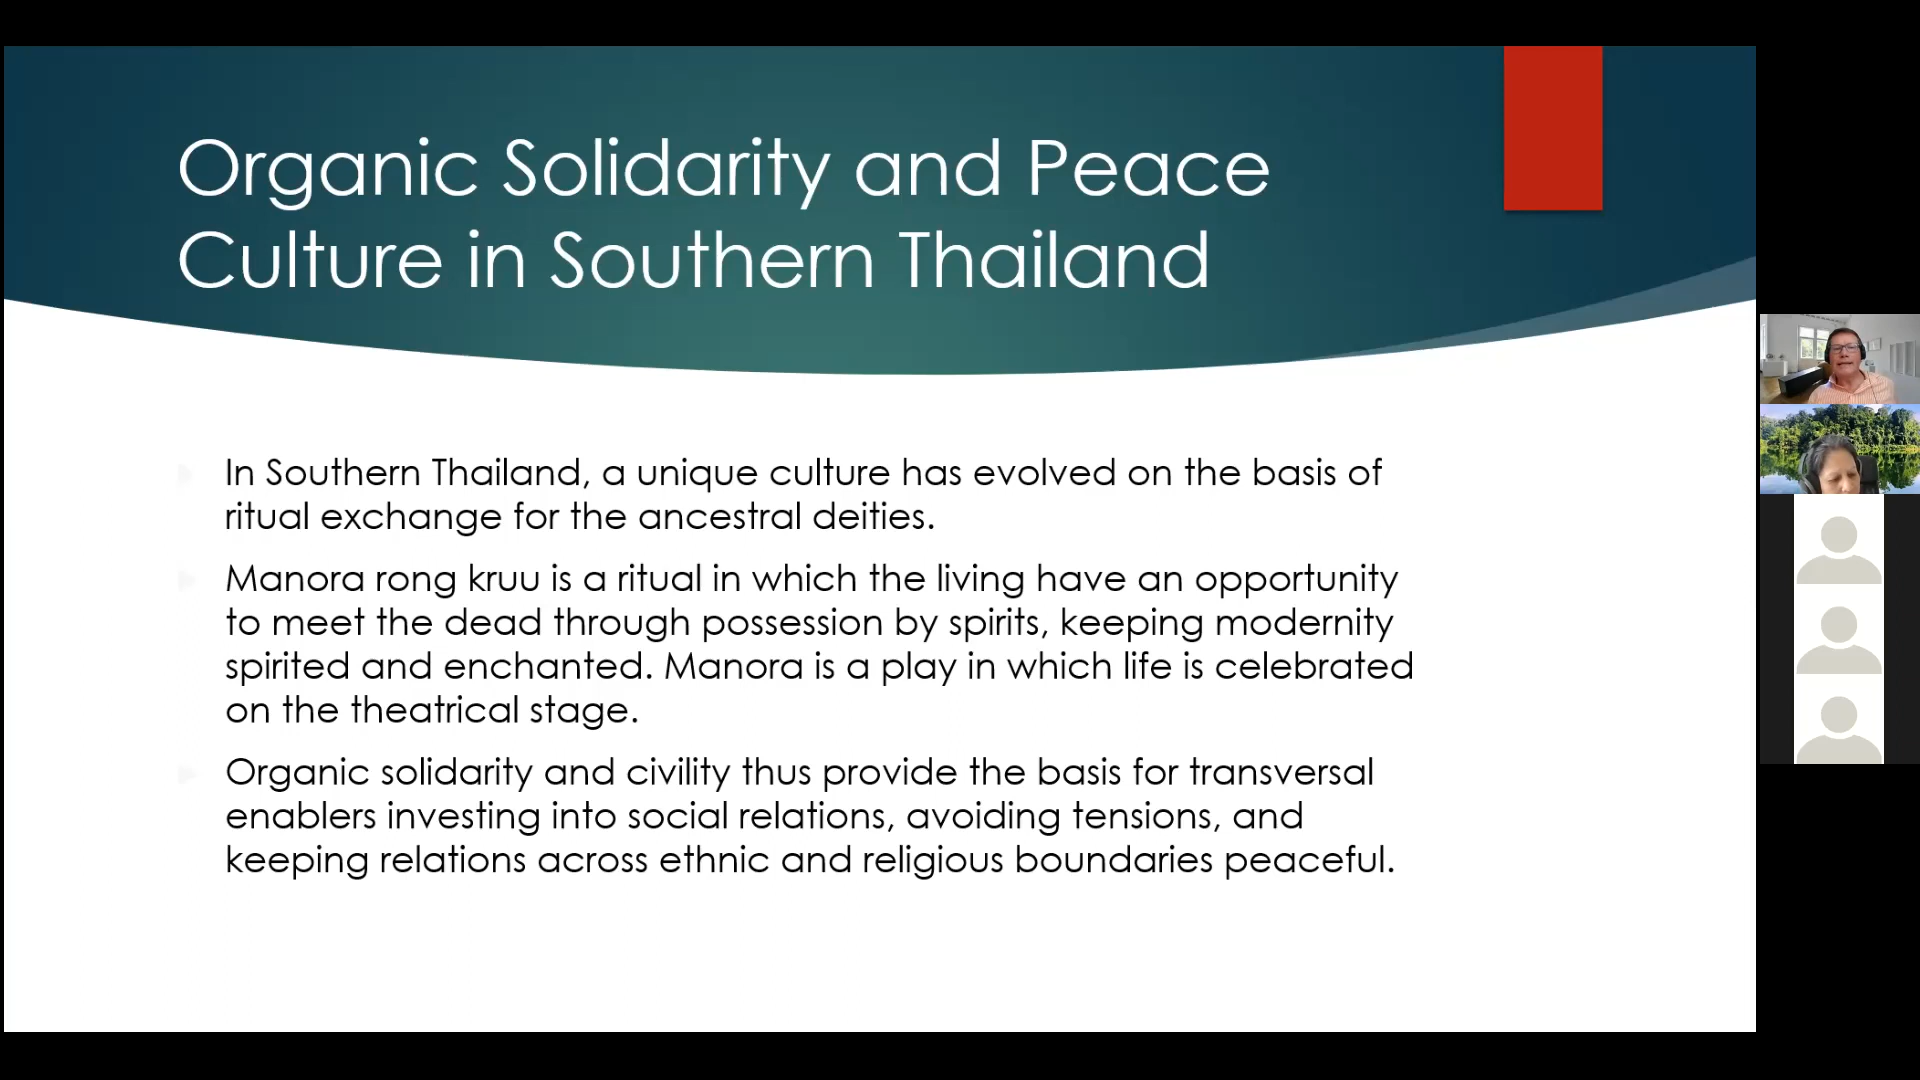 Organic Solidarity and Peace
Culture in Southern Thailand
In Southern Thailand, a unique culture has evolved on the basis of
ritual exchange for the ancestral deities.
Manora rong kruu is a ritual in which the living have an opportunity
to meet the dead through possession by spirits, keeping modernity
spirited and enchanted. Manora is a play in which life is celebrated
on the theatrical stage.
Organic solidarity and civility thus provide the basis for transversal
enablers investing into social relations, avoiding tensions, and
keeping relations across ethnic and religious boundaries peaceful.